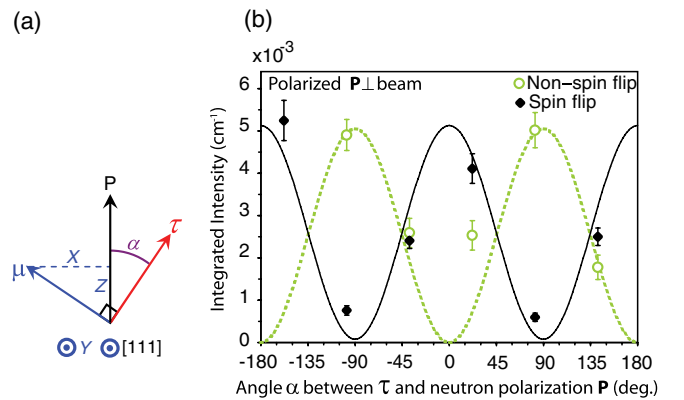 (a)
P
τ
α
X
μ
Z
Y
[111]
(b)
×10⁻³
Polarized P⊥beam
Non–spin flip
Spin flip
6
5
4
3
2
1
0
Integrated Intensity (cm⁻¹)
-180 -135 -90 -45 0 45 90 135 180
Angle α between τ and neutron polarization P (deg.)